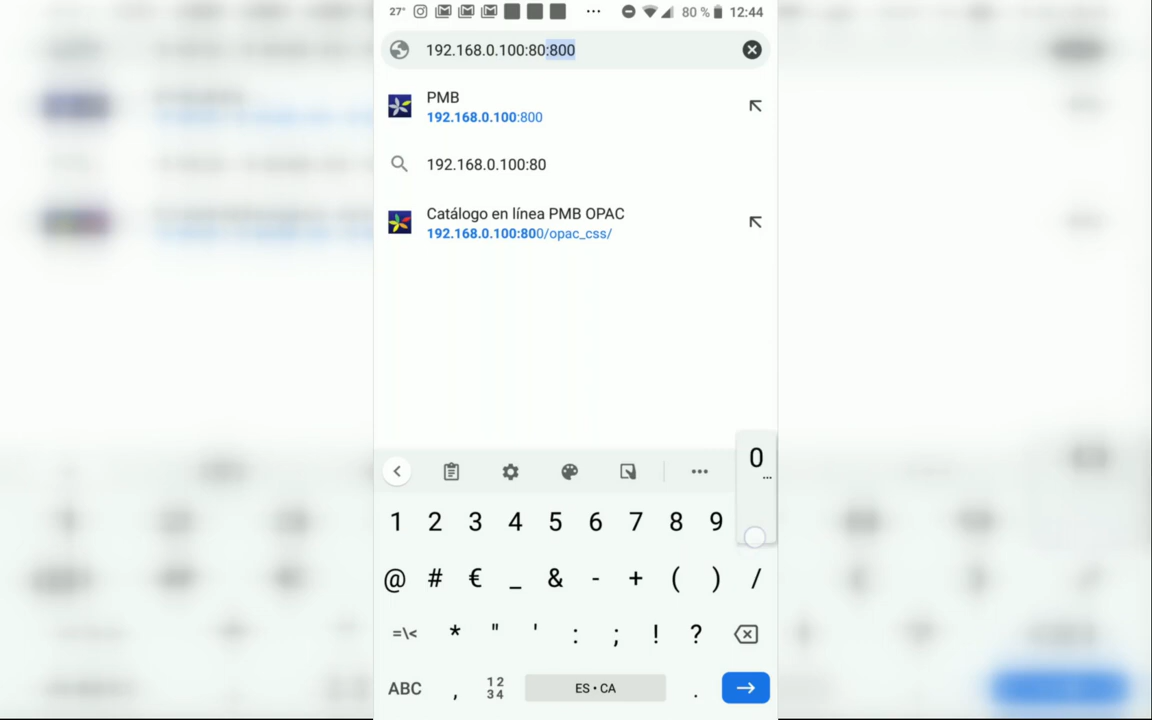 27° 80 % 12:44
192.168.0.100:80:800
PMB
192.168.0.100:800
192.168.0.100:80
Catálogo en línea PMB OPAC
192.168.0.100:800/opac_css/
0
1 2 3 4 5 6 7 8 9
@ # € _ & - + ( ) /
=\< * " ' : ; ! ?
ABC , 12 34 ES • CA .